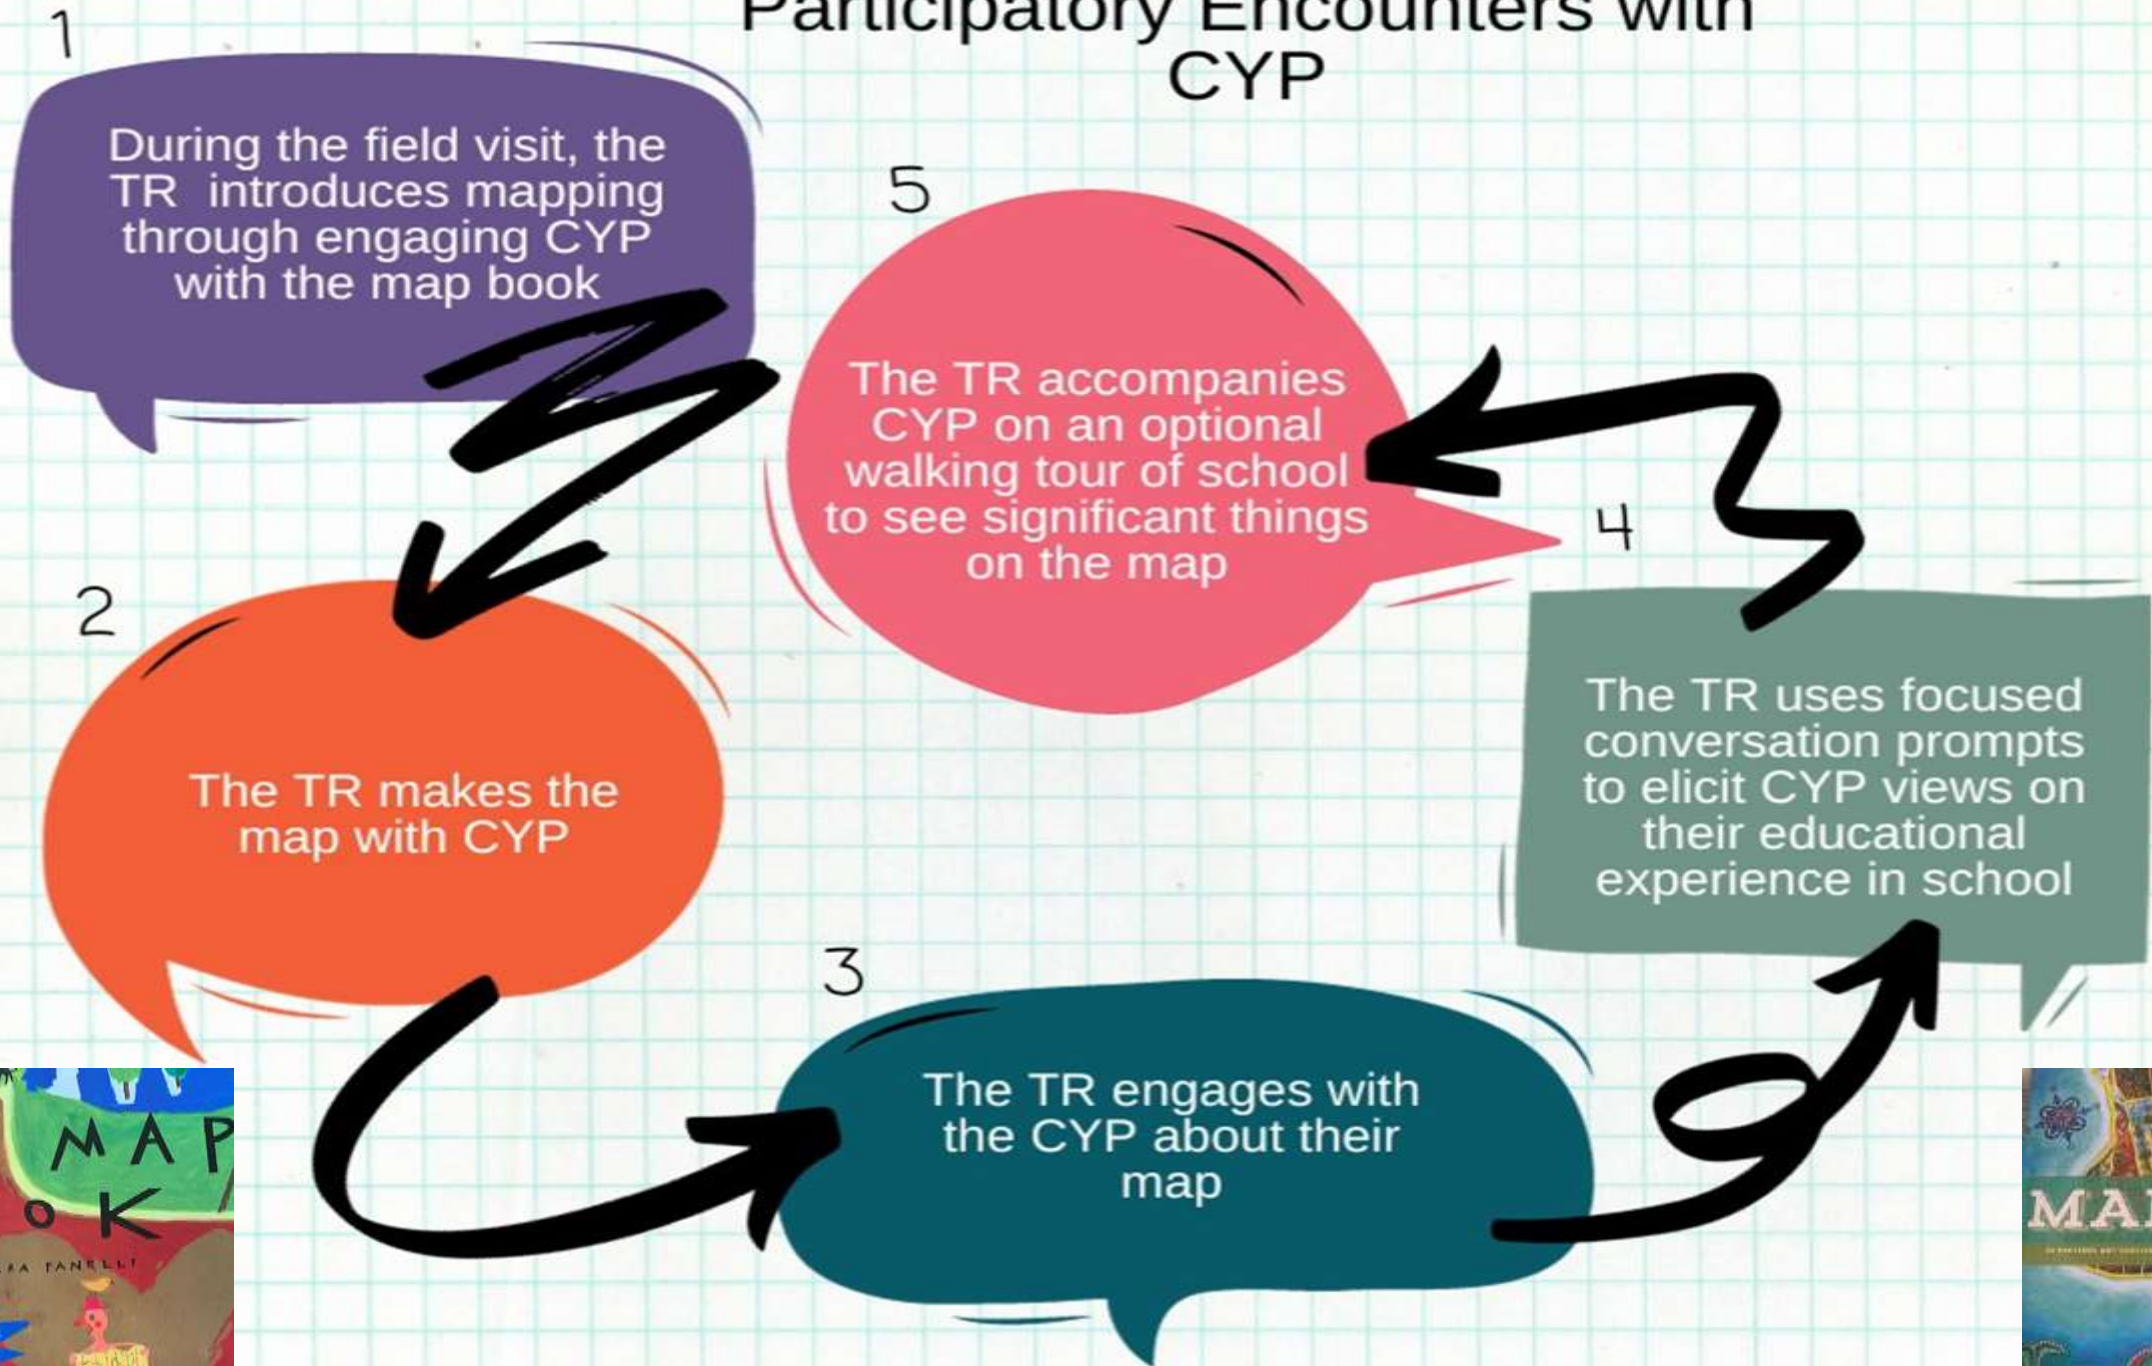 Participatory Encounters with
CYP
1
During the field visit, the
TR introduces mapping
through engaging CYP
with the map book
2
The TR makes the
map with CYP
3
The TR engages with
the CYP about their
map
4
The TR uses focused
conversation prompts
to elicit CYP views on
their educational
experience in school
5
The TR accompanies
CYP on an optional
walking tour of school
to see significant things
on the map
MAP
OK
RA FANELLI
MA